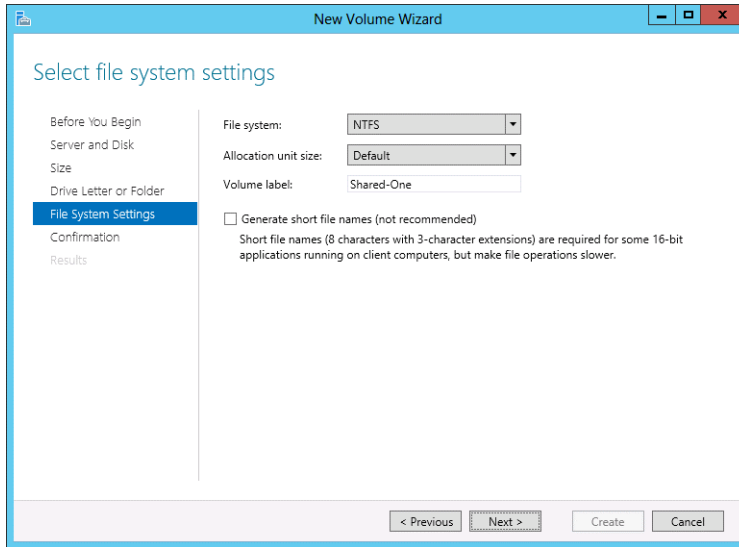 New Volume Wizard
Select file system settings
Before You Begin
Server and Disk
Size
Drive Letter or Folder
File System Settings
Confirmation
Results
File system:
NTFS
Allocation unit size:
Default
Volume label:
Shared-One
Generate short file names (not recommended)
Short file names (8 characters with 3-character extensions) are required for some 16-bit
applications running on client computers, but make file operations slower.
< Previous
Next >
Create
Cancel